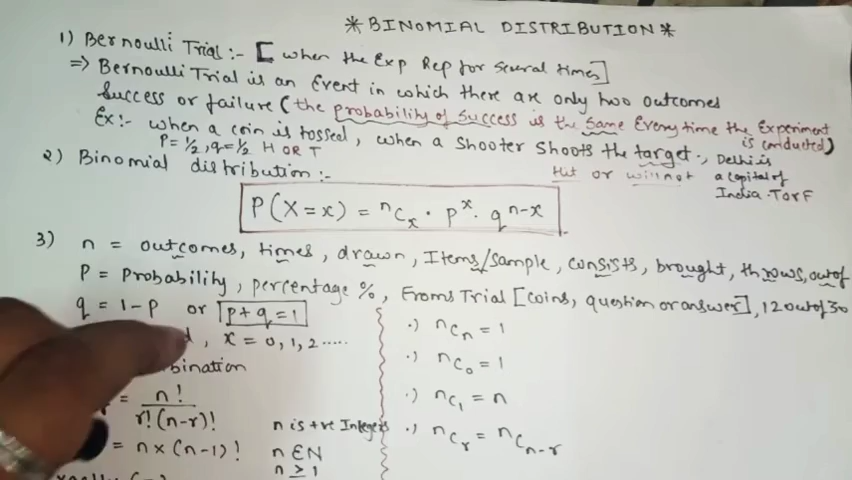 *BINOMIAL DISTRIBUTION*
1) Bernoulli Trial:- [ when the Exp Rep for several times]
=> Bernoulli Trial is an Event in which there are only two outcomes
Success or failure ( the probability of success is the same Every time the Experiment
is conducted)
Ex:- when a coin is tossed, when a shooter shoots the target., Delhi is
P=1/2, q=1/2 H OR T
Hit or will not a capital of
India.T or F
2) Binomial distribution:-
P(X=x) = ⁿCₓ · pˣ · qⁿ⁻ˣ
3) n = outcomes, times, drawn, Items/sample, consists, brought, throws, out of
P = Probability, percentage %, Froms Trial [coins, question or answer], 12 out of 30
q = 1-P or p+q=1
, x = 0,1,2.....
bination
= n!/r!(n-r)!
n is +ve Integers
= n×(n-1)! n∈N
n ≥ 1
·) nCn = 1
·) nC0 = 1
·) nC1 = n
·) nCr = nCn-r